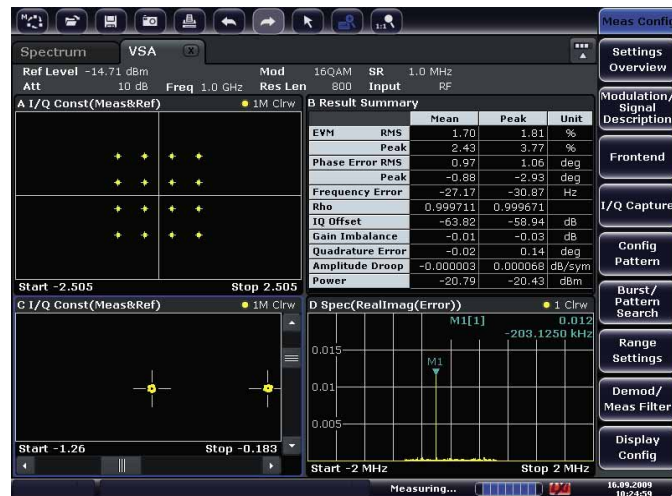 Meas Config
Spectrum VSA
Ref Level -14.71 dBm Mod 16QAM SR 1.0 MHz
Att 10 dB Freq 1.0 GHz Res Len 800 Input RF
A I/Q Const(Meas&Ref) 1M Clrw
Start -2.505 Stop 2.505
B Result Summary
Mean Peak Unit
EVM RMS 1.70 1.81 %
Peak 2.43 3.77 %
Phase Error RMS 0.97 1.06 deg
Peak -0.88 -2.93 deg
Frequency Error -27.17 -30.87 Hz
Rho 0.999711 0.999671
IQ Offset -63.82 -58.94 dB
Gain Imbalance -0.01 -0.03 dB
Quadrature Error -0.02 0.14 deg
Amplitude Droop -0.000003 0.000068 dB/sym
Power -20.79 -20.43 dBm
C I/Q Const(Meas&Ref) 1M Clrw
Start -1.26 Stop -0.183
D Spec(RealImag(Error)) 1 Clrw
M1[1] 0.012
-203.1250 kHz
M1
0.015
0.01
0.005
Start -2 MHz Stop 2 MHz
Settings
Overview
Modulation/
Signal
Description
Frontend
I/Q Capture
Config
Pattern
Burst/
Pattern
Search
Range
Settings
Demod/
Meas Filter
Display
Config
Measuring...
16.09.2009
10:24:59
1:1